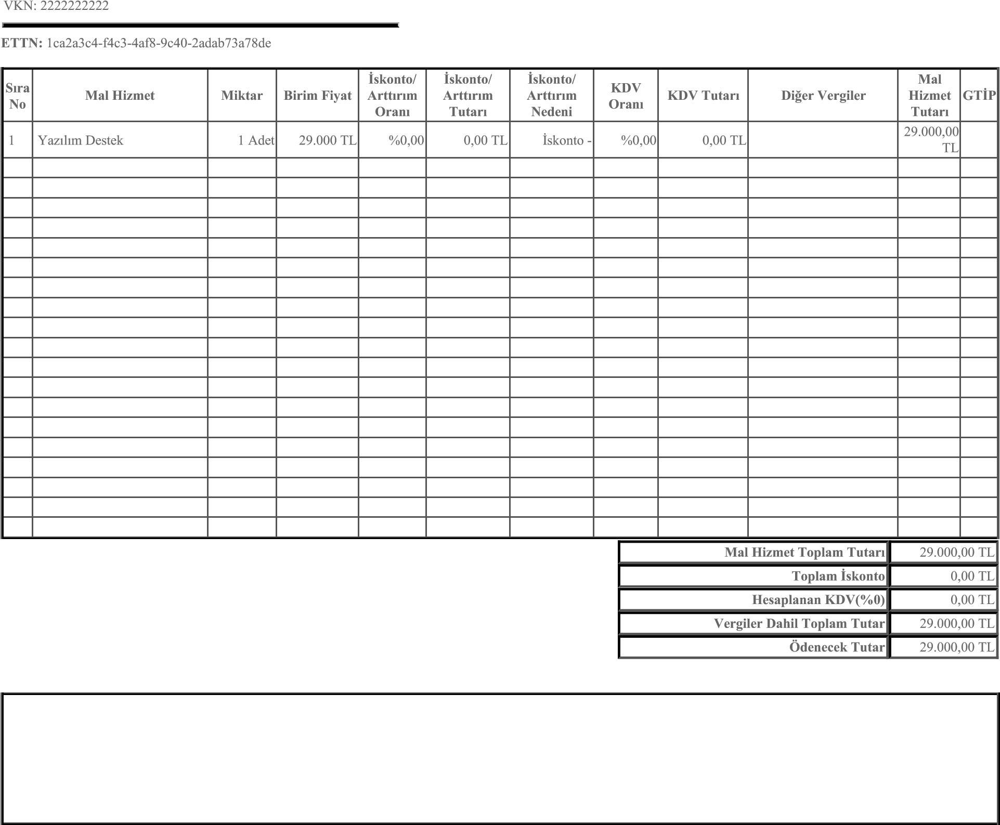 VKN: 2222222222
ETTN: 1ca2a3c4-f4c3-4af8-9c40-2adab73a78de
Sıra No Mal Hizmet Miktar Birim Fiyat İskonto/ Arttırım Oranı İskonto/ Arttırım Tutarı İskonto/ Arttırım Nedeni KDV Oranı KDV Tutarı Diğer Vergiler Mal Hizmet Tutarı GTİP
1 Yazılım Destek 1 Adet 29.000 TL %0,00 0,00 TL İskonto - %0,00 0,00 TL 29.000,00 TL
Mal Hizmet Toplam Tutarı 29.000,00 TL
Toplam İskonto 0,00 TL
Hesaplanan KDV(%0) 0,00 TL
Vergiler Dahil Toplam Tutar 29.000,00 TL
Ödenecek Tutar 29.000,00 TL